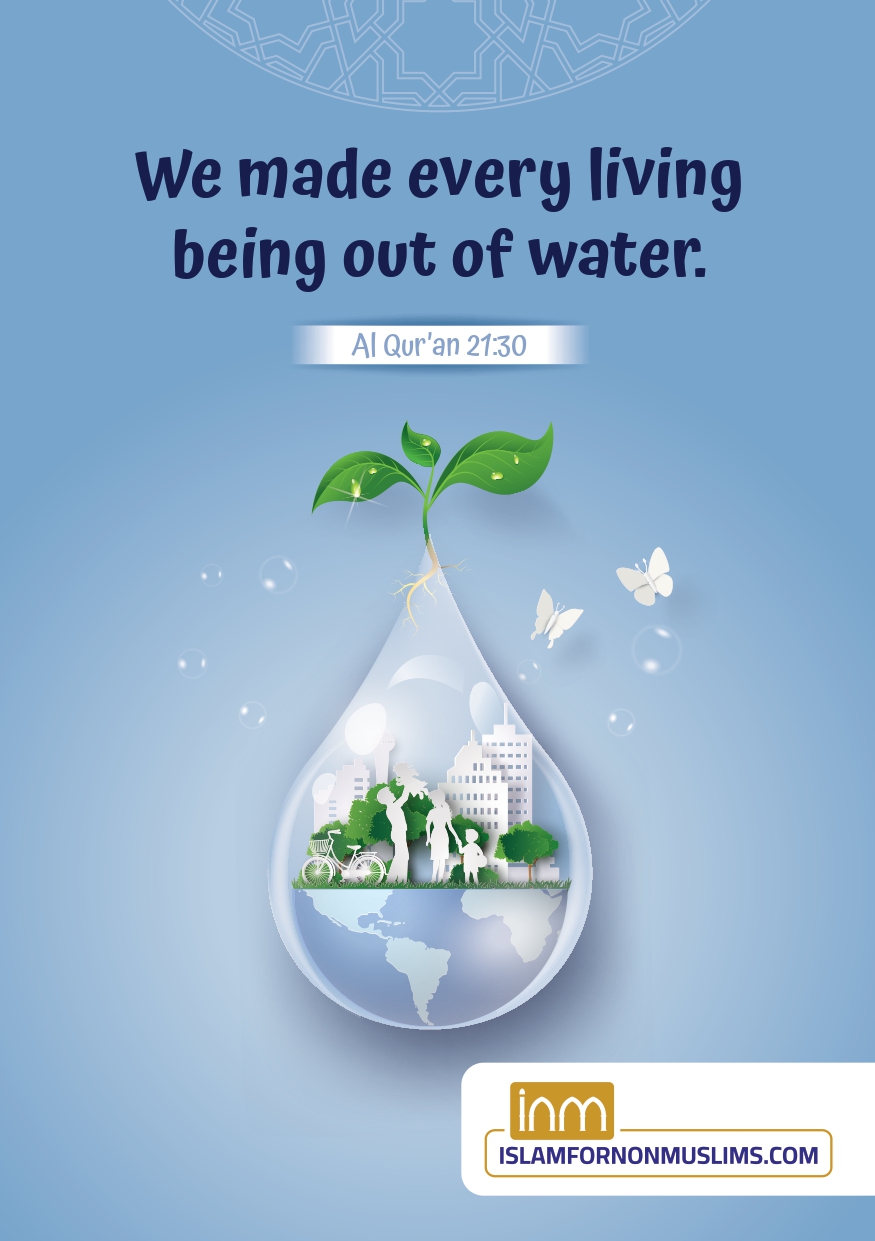 We made every living
being out of water.
Al Qur'an 21:30
inm
ISLAMFORNONMUSLIMS.COM